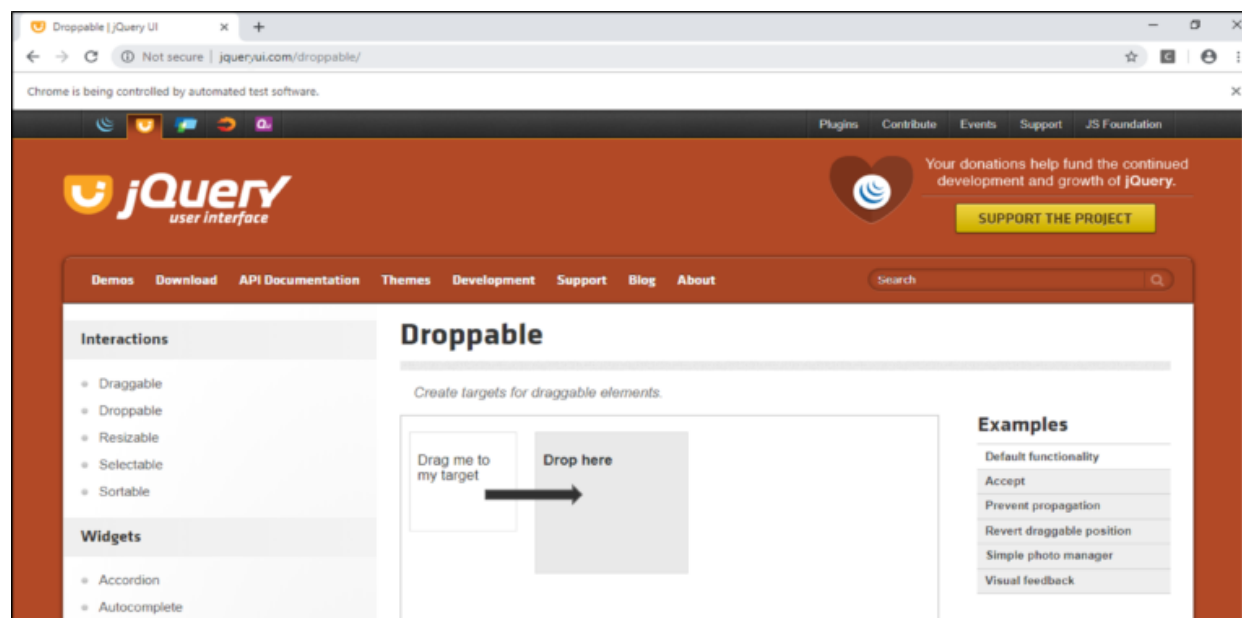 Droppable | jQuery UI
Not secure | jqueryui.com/droppable/
Chrome is being controlled by automated test software.
Plugins Contribute Events Support JS Foundation
jQuery
user interface
Your donations help fund the continued
development and growth of jQuery.
SUPPORT THE PROJECT
Demos Download API Documentation Themes Development Support Blog About Search
Interactions
Draggable
Droppable
Resizable
Selectable
Sortable
Widgets
Accordion
Autocomplete
Droppable
Create targets for draggable elements.
Drag me to
my target
Drop here
Examples
Default functionality
Accept
Prevent propagation
Revert draggable position
Simple photo manager
Visual feedback